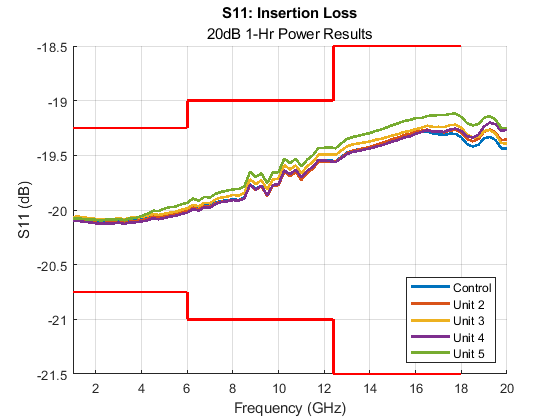 S11: Insertion Loss
20dB 1-Hr Power Results
S11 (dB)
-18.5
-19
-19.5
-20
-20.5
-21
-21.5
2 4 6 8 10 12 14 16 18 20
Frequency (GHz)
Control
Unit 2
Unit 3
Unit 4
Unit 5